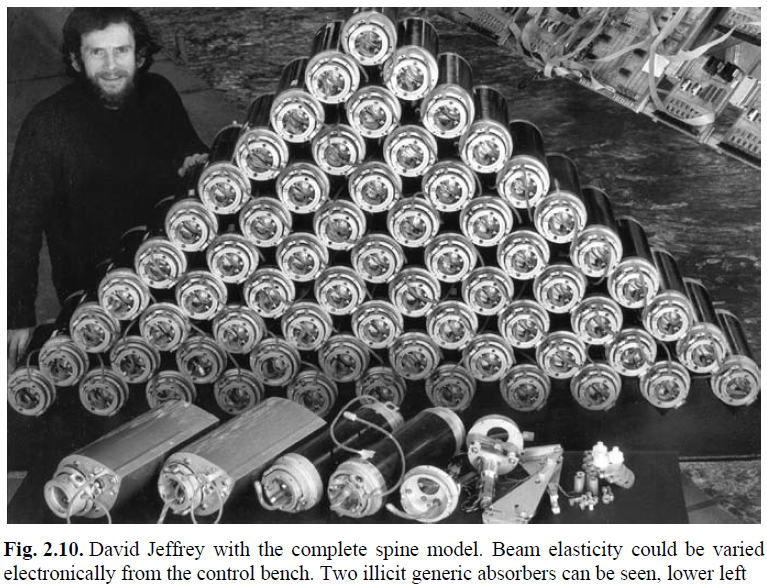 Fig. 2.10. David Jeffrey with the complete spine model. Beam elasticity could be varied
electronically from the control bench. Two illicit generic absorbers can be seen, lower left